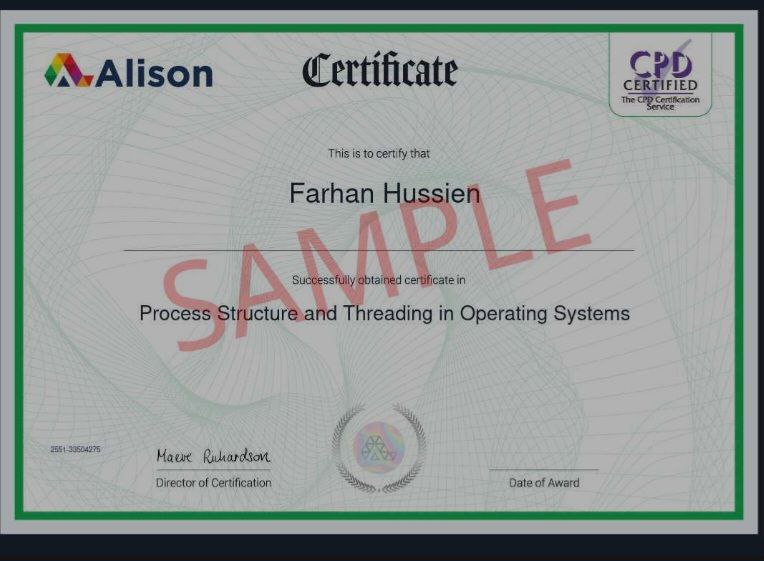 Alison
Certificate
CPD
CERTIFIED
The CPD Certification
Service
This is to certify that
Farhan Hussien
SAMPLE
Successfully obtained certificate in
Process Structure and Threading in Operating Systems
2551-33504275
Maeve Richardson
Director of Certification
Date of Award